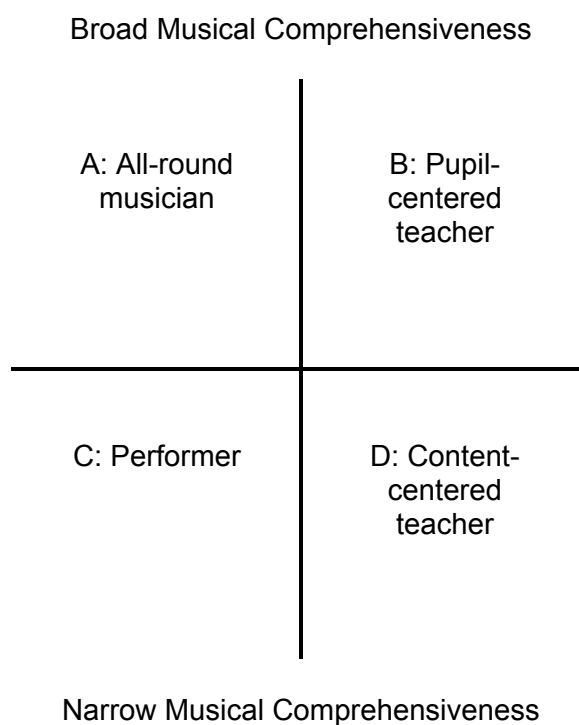 Broad Musical Comprehensiveness
A: All-round
musician
B: Pupil-
centered
teacher
C: Performer
D: Content-
centered
teacher
Narrow Musical Comprehensiveness